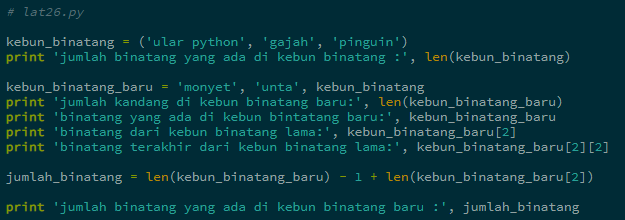 # lat26.py
kebun_binatang = ('ular python', 'gajah', 'pinguin')
print 'jumlah binatang yang ada di kebun binatang :', len(kebun_binatang)
kebun_binatang_baru = 'monyet', 'unta', kebun_binatang
print 'jumlah kandang di kebun binatang baru:', len(kebun_binatang_baru)
print 'binatang yang ada di kebun bintatang baru:', kebun_binatang_baru
print 'binatang dari kebun binatang lama:', kebun_binatang_baru[2]
print 'binatang terakhir dari kebun binatang lama:', kebun_binatang_baru[2][2]
jumlah_binatang = len(kebun_binatang_baru) - 1 + len(kebun_binatang_baru[2])
print 'jumlah binatang yang ada di kebun binatang baru :', jumlah_binatang